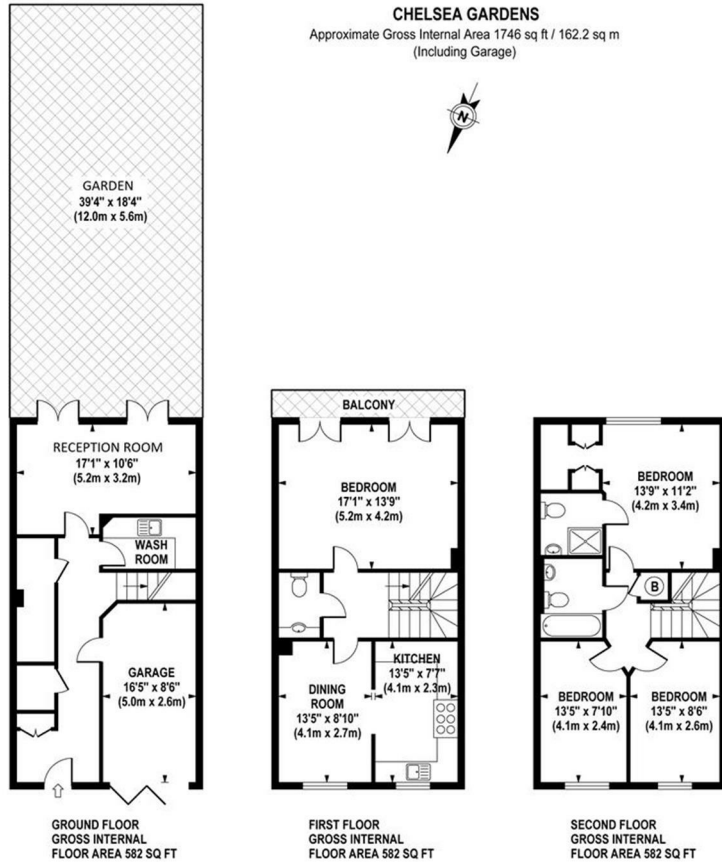 CHELSEA GARDENS
Approximate Gross Internal Area 1746 sq ft / 162.2 sq m
(Including Garage)
N
GARDEN
39'4" x 18'4"
(12.0m x 5.6m)
RECEPTION ROOM
17'1" x 10'6"
(5.2m x 3.2m)
WASH
ROOM
GARAGE
16'5" x 8'6"
(5.0m x 2.6m)
GROUND FLOOR
GROSS INTERNAL
FLOOR AREA 582 SQ FT
BALCONY
BEDROOM
17'1" x 13'9"
(5.2m x 4.2m)
KITCHEN
13'5" x 7'7"
(4.1m x 2.3m)
DINING
ROOM
13'5" x 8'10"
(4.1m x 2.7m)
FIRST FLOOR
GROSS INTERNAL
FLOOR AREA 582 SQ FT
BEDROOM
13'9" x 11'2"
(4.2m x 3.4m)
B
BEDROOM
13'5" x 7'10"
(4.1m x 2.4m)
BEDROOM
13'5" x 8'6"
(4.1m x 2.6m)
SECOND FLOOR
GROSS INTERNAL
FLOOR AREA 582 SQ FT